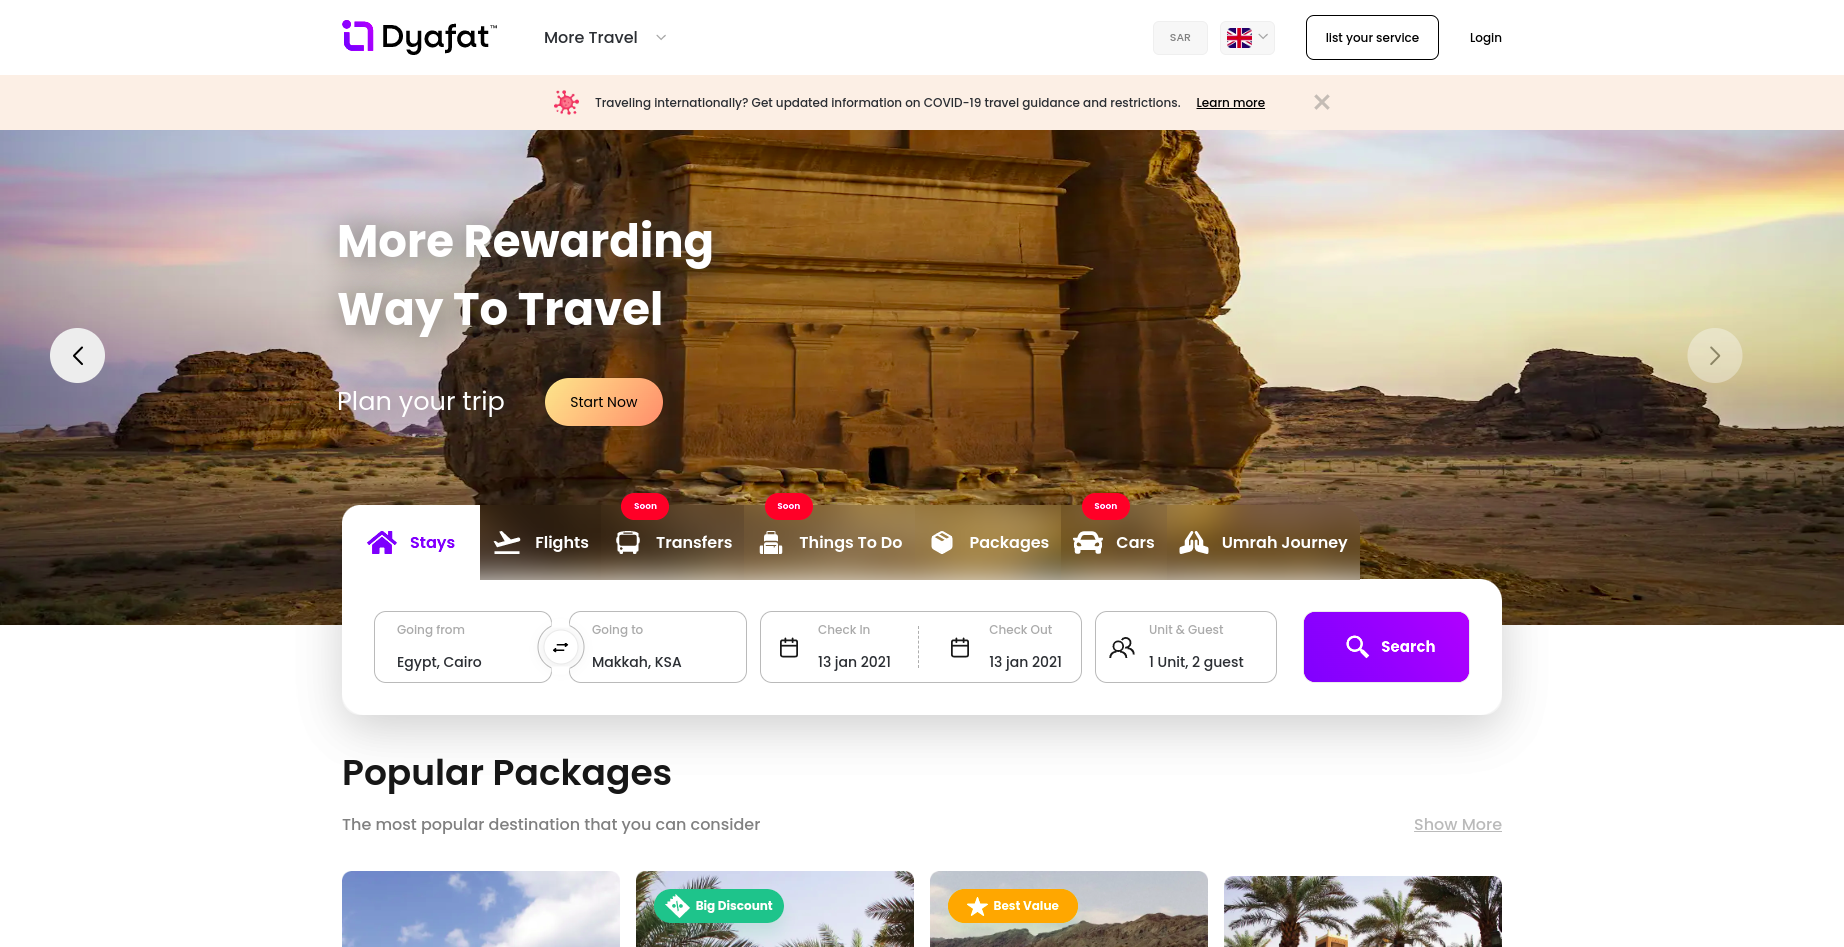 Dyafat™
More Travel
SAR
list your service
Login
Traveling internationally? Get updated information on COVID-19 travel guidance and restrictions.
Learn more
More Rewarding
Way To Travel
Plan your trip
Start Now
Soon
Soon
Soon
Stays
Flights
Transfers
Things To Do
Packages
Cars
Umrah Journey
Going from
Egypt, Cairo
Going to
Makkah, KSA
Check In
13 jan 2021
Check Out
13 jan 2021
Unit & Guest
1 Unit, 2 guest
Search
Popular Packages
The most popular destination that you can consider
Show More
Big Discount
Best Value